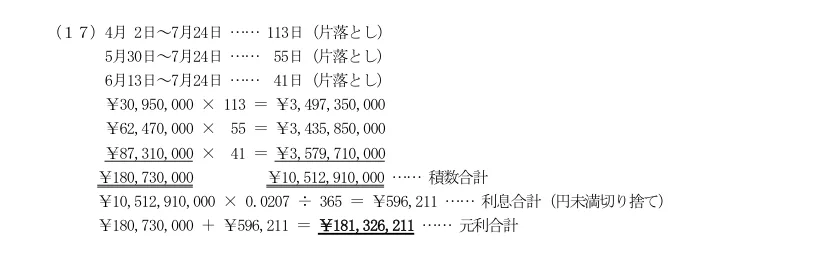 （１７）4月 2日～7月24日 …… 113日（片落とし）
5月30日～7月24日 …… 55日（片落とし）
6月13日～7月24日 …… 41日（片落とし）
￥30,950,000 × 113 ＝ ￥3,497,350,000
￥62,470,000 × 55 ＝ ￥3,435,850,000
￥87,310,000 × 41 ＝ ￥3,579,710,000
￥180,730,000 ￥10,512,910,000 …… 積数合計
￥10,512,910,000 × 0.0207 ÷ 365 ＝ ￥596,211 …… 利息合計（円未満切り捨て）
￥180,730,000 ＋ ￥596,211 ＝ ￥181,326,211 …… 元利合計